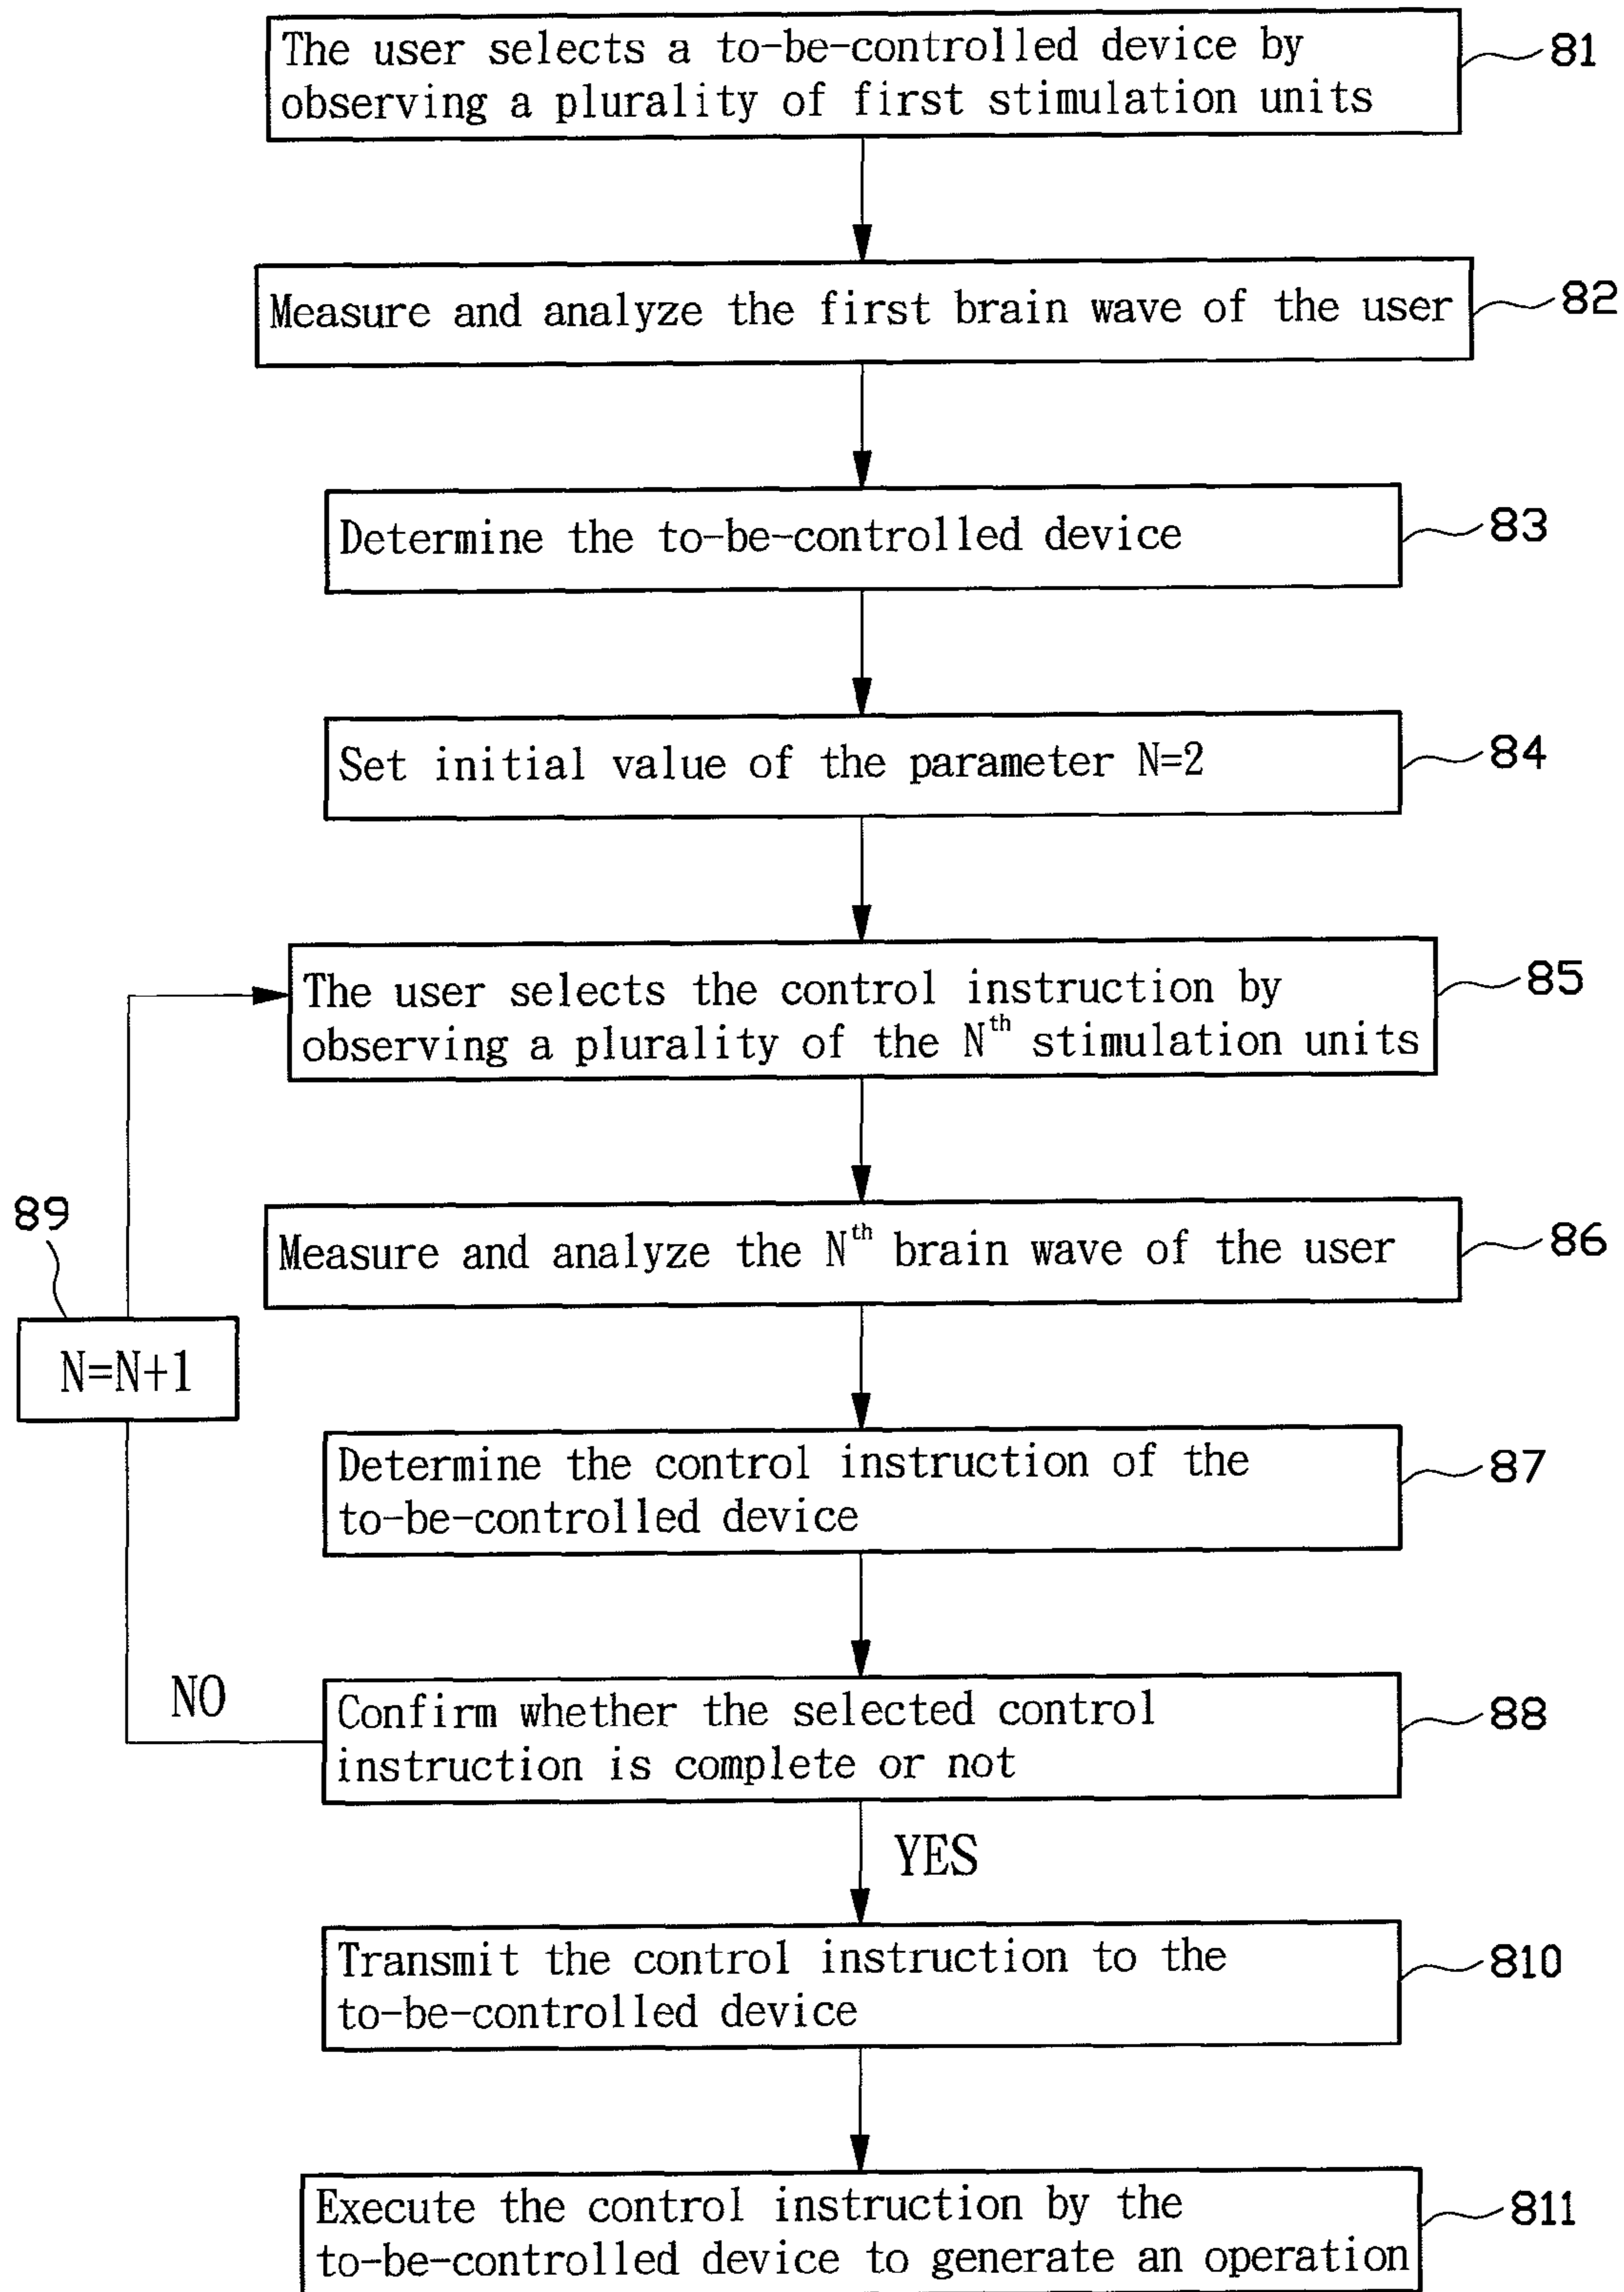 The user selects a to-be-controlled device by
observing a plurality of first stimulation units
81
Measure and analyze the first brain wave of the user
82
Determine the to-be-controlled device
83
Set initial value of the parameter N=2
84
The user selects the control instruction by
observing a plurality of the Nth stimulation units
85
Measure and analyze the Nth brain wave of the user
86
89
N=N+1
Determine the control instruction of the
to-be-controlled device
87
NO
Confirm whether the selected control
instruction is complete or not
88
YES
Transmit the control instruction to the
to-be-controlled device
810
Execute the control instruction by the
to-be-controlled device to generate an operation
811